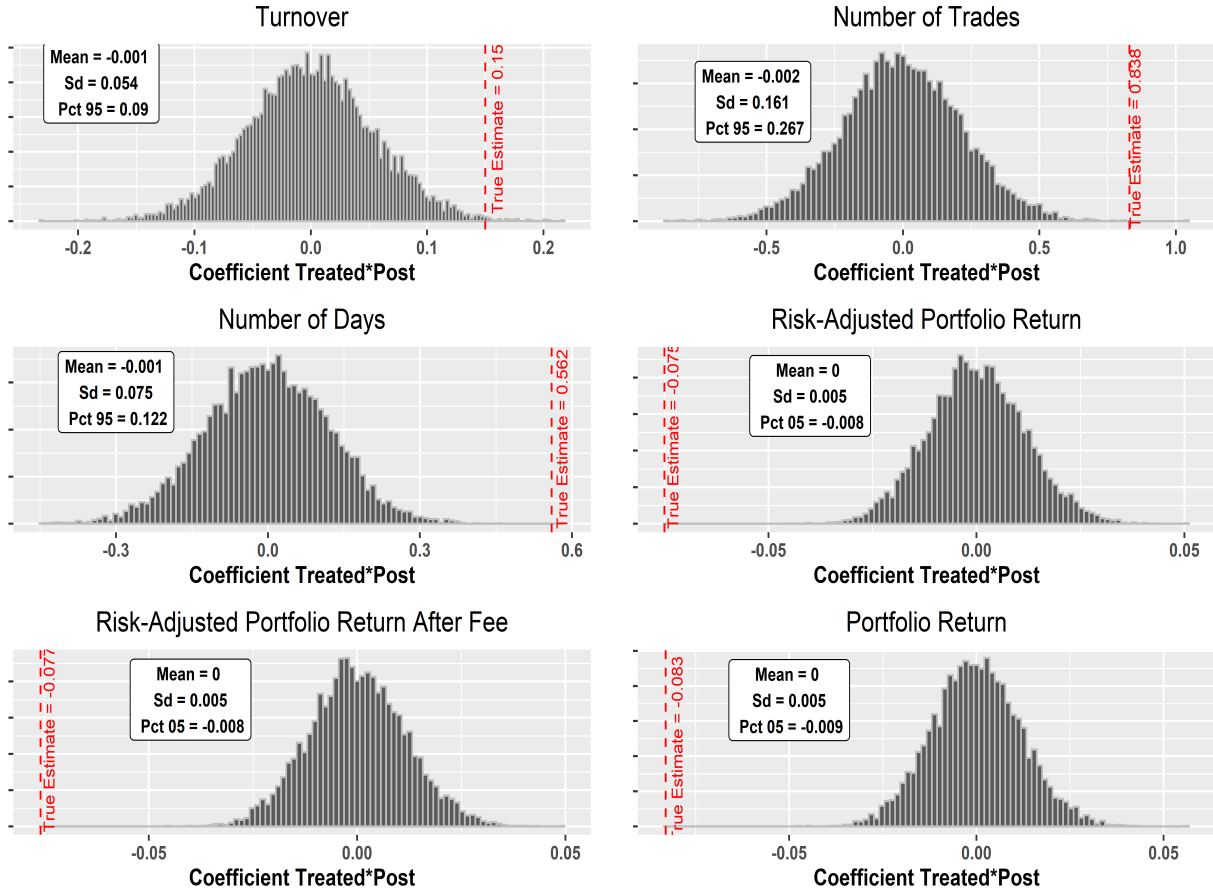 Turnover
Mean = -0.001
Sd = 0.054
Pct 95 = 0.09
True Estimate = 0.15
-0.2 -0.1 0.0 0.1 0.2
Coefficient Treated*Post
Number of Trades
Mean = -0.002
Sd = 0.161
Pct 95 = 0.267
True Estimate = 0.838
-0.5 0.0 0.5 1.0
Coefficient Treated*Post
Number of Days
Mean = -0.001
Sd = 0.075
Pct 95 = 0.122
True Estimate = 0.562
-0.3 0.0 0.3 0.6
Coefficient Treated*Post
Risk-Adjusted Portfolio Return
Mean = 0
Sd = 0.005
Pct 05 = -0.008
True Estimate = -0.075
-0.05 0.00 0.05
Coefficient Treated*Post
Risk-Adjusted Portfolio Return After Fee
Mean = 0
Sd = 0.005
Pct 05 = -0.008
True Estimate = -0.077
-0.05 0.00 0.05
Coefficient Treated*Post
Portfolio Return
Mean = 0
Sd = 0.005
Pct 05 = -0.009
rue Estimate = -0.083
-0.05 0.00 0.05
Coefficient Treated*Post